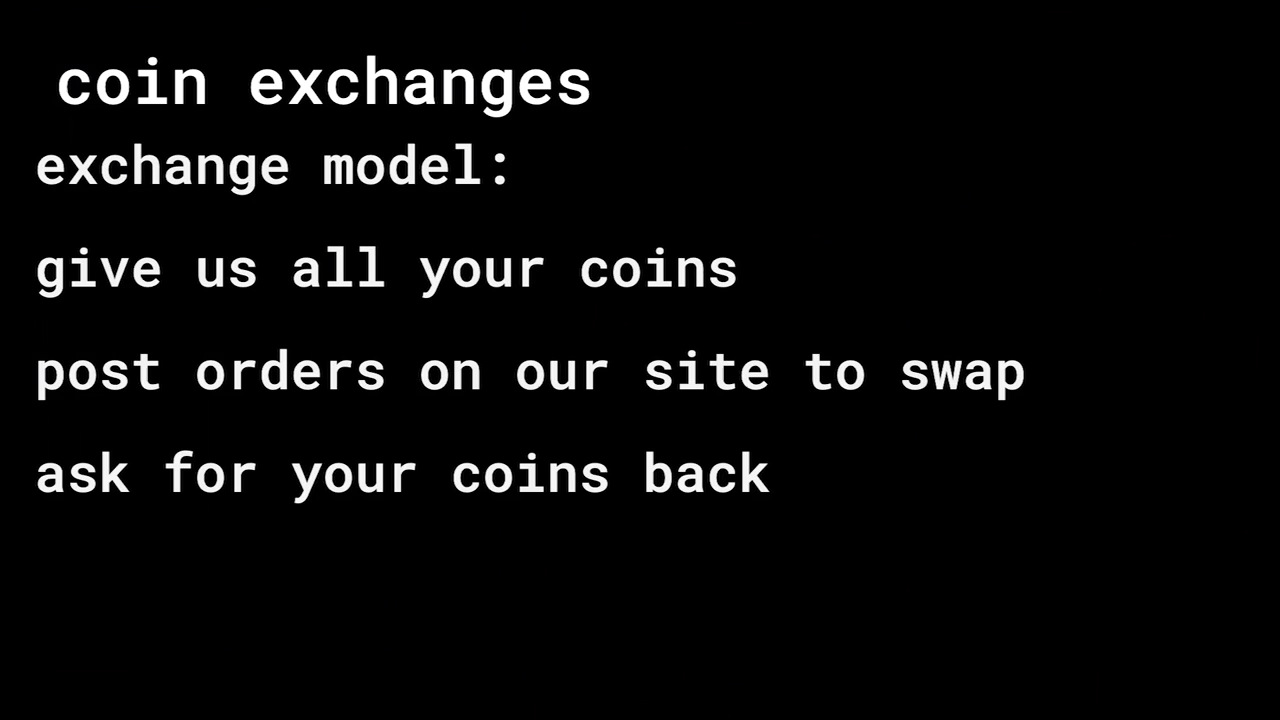 coin exchanges
exchange model:
give us all your coins
post orders on our site to swap
ask for your coins back